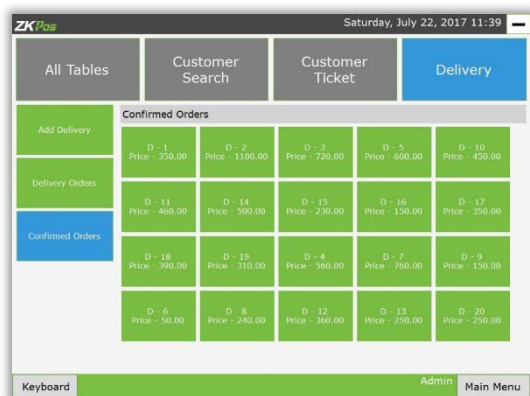 ZKPos
Saturday, July 22, 2017 11:39
All Tables
Customer
Search
Customer
Ticket
Delivery
Add Delivery
Delivery Orders
Confirmed Orders
Confirmed Orders
D - 1
Price - 350.00
D - 2
Price - 1100.00
D - 3
Price - 720.00
D - 5
Price - 600.00
D - 10
Price - 450.00
D - 11
Price - 460.00
D - 14
Price - 500.00
D - 15
Price - 230.00
D - 16
Price - 150.00
D - 17
Price - 350.00
D - 18
Price - 390.00
D - 19
Price - 310.00
D - 4
Price - 560.00
D - 7
Price - 760.00
D - 9
Price - 150.00
D - 6
Price - 50.00
D - 8
Price - 240.00
D - 12
Price - 360.00
D - 13
Price - 250.00
D - 20
Price - 250.00
Keyboard
Admin
Main Menu